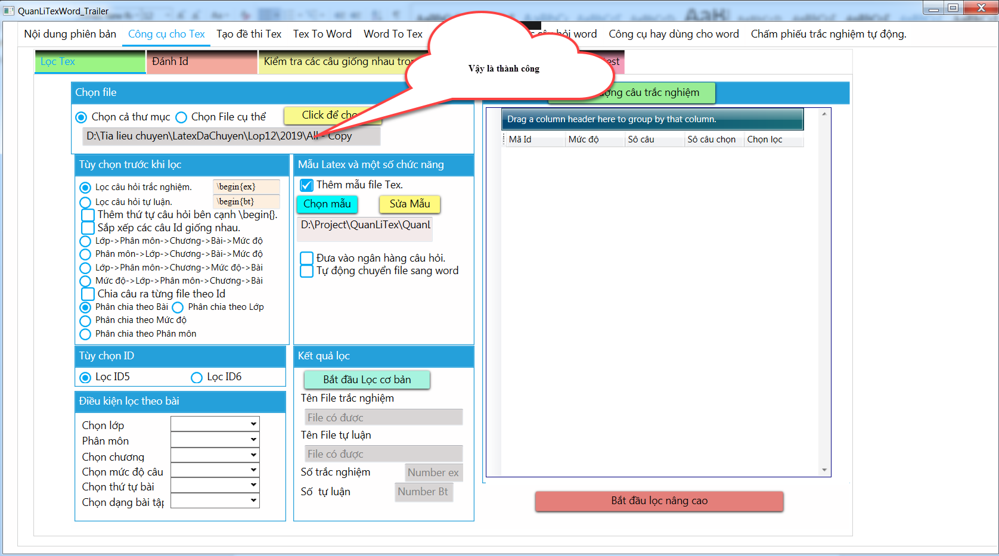 QuanLiTexWord_Trailer
Nội dung phiên bản Công cụ cho Tex Tạo đề thi Tex Tex To Word Word To Tex hỏi word Công cụ hay dùng cho word Chấm phiếu trắc nghiệm tự động.
Lọc Tex Đánh Id Kiểm tra các câu giống nhau
Vậy là thành công
Chọn file
câu trắc nghiệm
Chọn cả thư mục Chọn File cụ thể Click để
D:\Tia lieu chuyen\LatexDaChuyen\Lop12\2019\All - Copy
Drag a column header here to group by that column.
Mã Id Mức độ Sô câu Sô câu chọn Chọn lọc
Tùy chọn trước khi lọc
Lọc câu hỏi trắc nghiệm. \begin{ex}
Lọc câu hỏi tự luận. \begin{bt}
Thêm thứ tự câu hỏi bên cạnh \begin{}.
Sắp xếp các câu Id giống nhau.
Lớp->Phân môn->Chương->Bài->Mức độ
Phân môn->Lớp->Chương->Bài->Mức độ
Lớp->Phân môn->Chương->Mức độ->Bài
Mức độ->Lớp->Phân môn->Chương->Bài
Chia câu ra từng file theo Id
Phân chia theo Bài Phân chia theo Lớp
Phân chia theo Mức độ
Phân chia theo Phân môn
Mẫu Latex và một số chức năng
Thêm mẫu file Tex.
Chọn mẫu Sửa Mẫu
D:\Project\QuanLiTex\QuanL
Đưa vào ngân hàng câu hỏi.
Tự động chuyển file sang word
Tùy chọn ID
Lọc ID5 Lọc ID6
Điều kiện lọc theo bài
Chọn lớp
Phân môn
Chọn chương
Chọn mức độ câu
Chọn thứ tự bài
Chọn dạng bài tập
Kết quả lọc
Bắt đầu Lọc cơ bản
Tên File trắc nghiệm
File có được
Tên File tự luận
File có được
Số trắc nghiệm Number ex
Số tự luận Number Bt
Bắt đầu lọc nâng cao